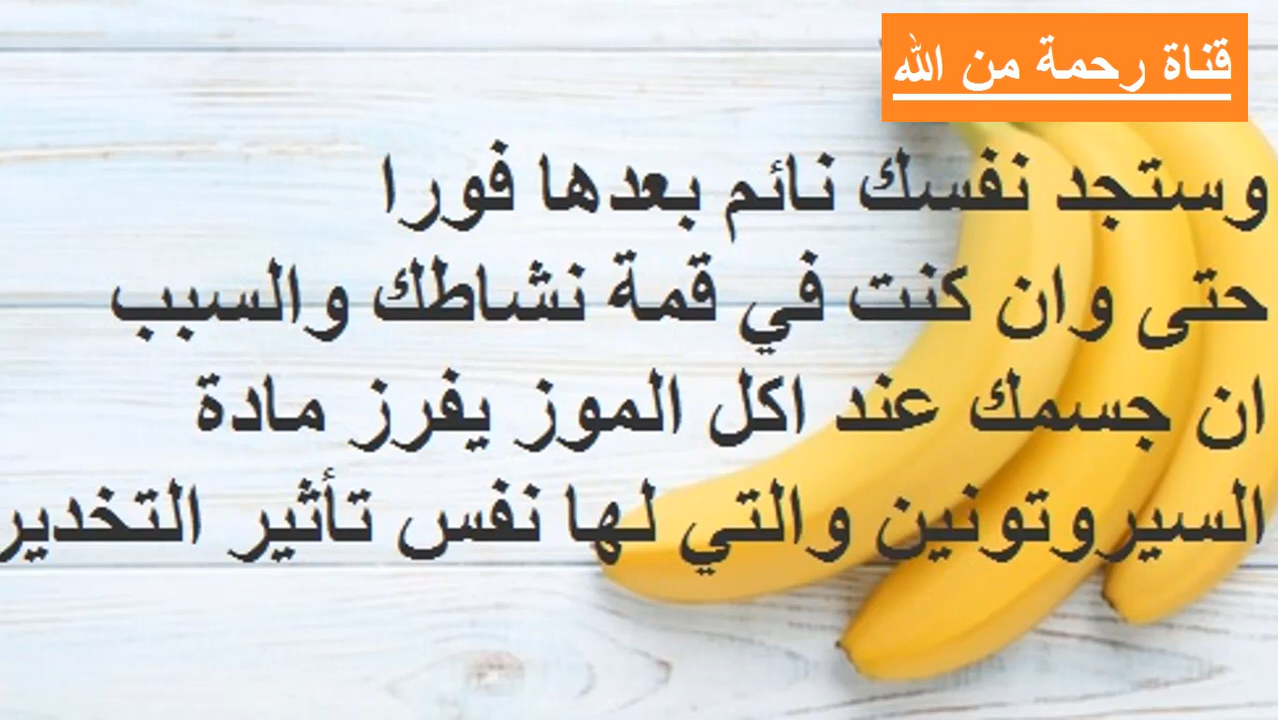 قناة رحمة من الله
وستجد نفسك نائم بعدها فورا
حتى وان كنت في قمة نشاطك والسبب
ان جسمك عند اكل الموز يفرز مادة
السيروتونين والتي لها نفس تأثير التخدير